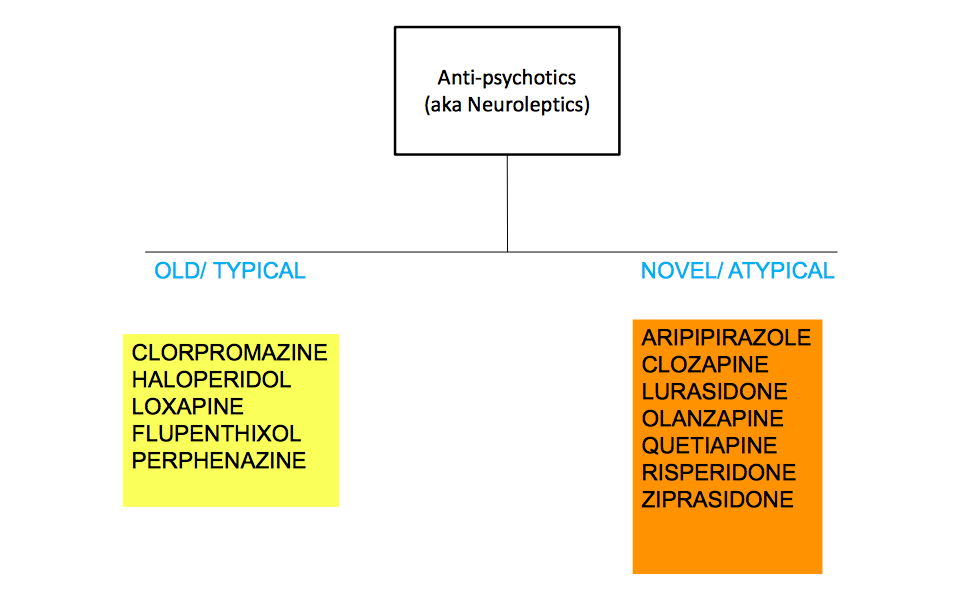 Anti-psychotics
(aka Neuroleptics)
OLD/ TYPICAL
NOVEL/ ATYPICAL
CLORPROMAZINE
HALOPERIDOL
LOXAPINE
FLUPENTHIXOL
PERPHENAZINE
ARIPIPIRAZOLE
CLOZAPINE
LURASIDONE
OLANZAPINE
QUETIAPINE
RISPERIDONE
ZIPRASIDONE